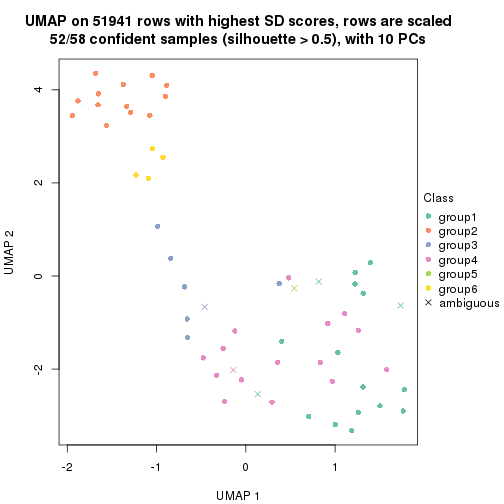 UMAP on 51941 rows with highest SD scores, rows are scaled
52/58 confident samples (silhouette > 0.5), with 10 PCs
4
2
0
-2
UMAP 2
-2
-1
0
1
UMAP 1
Class
group1
group2
group3
group4
group5
group6
ambiguous